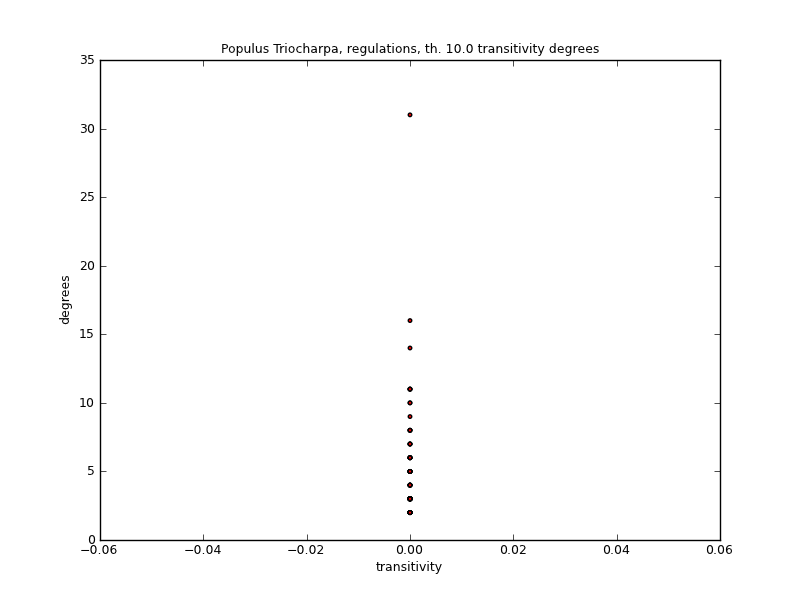 Populus Triocharpa, regulations, th. 10.0 transitivity degrees
35
30
25
20
15
10
5
0
degrees
−0.06 −0.04 −0.02 0.00 0.02 0.04 0.06
transitivity